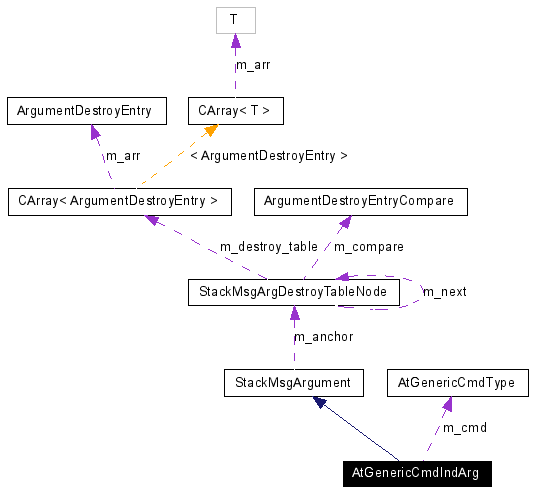 T
m_arr
ArgumentDestroyEntry
CArray< T >
m_arr
< ArgumentDestroyEntry >
CArray< ArgumentDestroyEntry >
ArgumentDestroyEntryCompare
m_destroy_table
m_compare
StackMsgArgDestroyTableNode
m_next
m_anchor
StackMsgArgument
AtGenericCmdType
m_cmd
AtGenericCmdIndArg